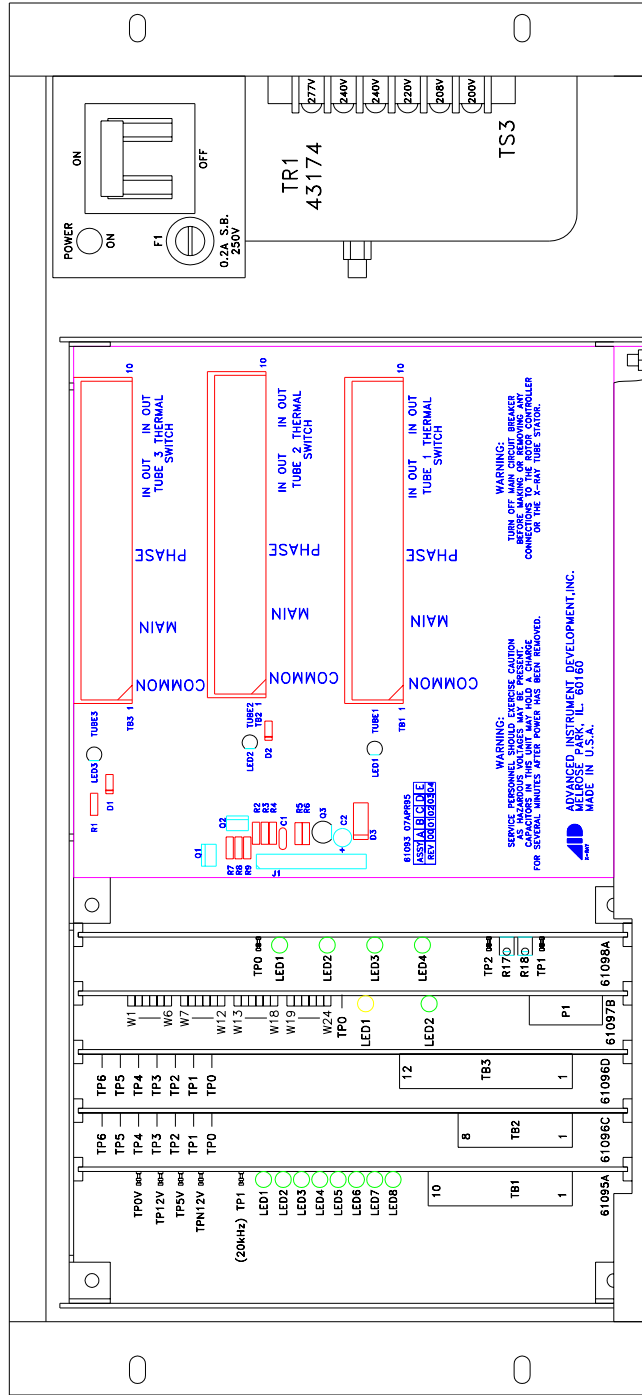 POWER
ON
ON
OFF
F1
0.2A S.B.
250V
277V
240V
240V
220V
208V
200V
TS3
TR1
43174
10
IN OUT IN OUT
TUBE 3 THERMAL
SWITCH
PHASE
MAIN
COMMON
TB3 1
TUBE3
LED3
R1
D1
10
IN OUT IN OUT
TUBE 2 THERMAL
SWITCH
PHASE
MAIN
COMMON
TB2 1
TUBE2
LED2
D2
10
IN OUT IN OUT
TUBE 1 THERMAL
SWITCH
PHASE
MAIN
COMMON
TB1 1
TUBE1
LED1
Q1
Q2
R2
R3
R4
R7
R8
R9
C1
R5
R6
Q3
C2
+
D3
J1
61093 07APR95
ASSY A B C D E
REV 00 01 02 03 04
WARNING:
TURN OFF MAIN CIRCUIT BREAKER
BEFORE MAKING OR REMOVING ANY
CONNECTIONS TO THE ROTOR CONTROLLER
OR THE X-RAY TUBE STATOR.
WARNING:
SERVICE PERSONNEL SHOULD EXERCISE CAUTION
AS HAZARDOUS VOLTAGES MAY BE PRESENT.
CAPACITORS IN THIS UNIT MAY HOLD A CHARGE
FOR SEVERAL MINUTES AFTER POWER HAS BEEN REMOVED.
AID
ADVANCED INSTRUMENT DEVELOPMENT,INC.
MELROSE PARK, IL. 60160
MADE IN U.S.A.
TP0
LED1
LED2
LED3
LED4
TP2
R17
R18
TP1
61098A
W1
W6
W7
W12
W13
W18
W19
W24
TP0
LED1
LED2
P1
61097B
TP6
TP5
TP4
TP3
TP2
TP1
TP0
12
TB3
1
61096D
TP6
TP5
TP4
TP3
TP2
TP1
TP0
8
TB2
1
61096C
TP0V
TP12V
TP5V
TPN12V
TP1
(20kHz)
LED1
LED2
LED3
LED4
LED5
LED6
LED7
LED8
10
TB1
1
61095A